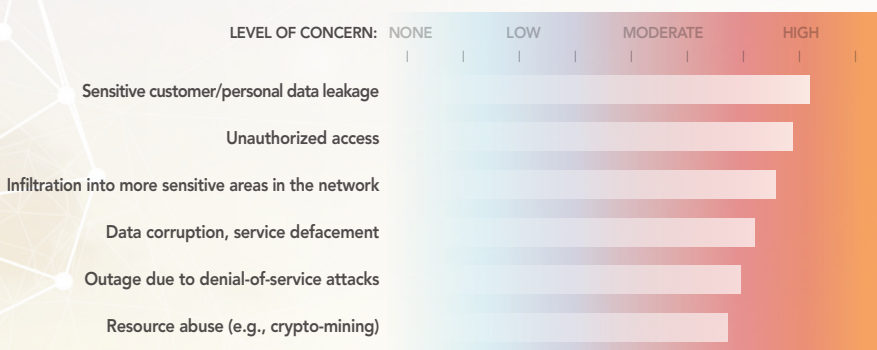 LEVEL OF CONCERN: NONE LOW MODERATE HIGH
Sensitive customer/personal data leakage
Unauthorized access
Infiltration into more sensitive areas in the network
Data corruption, service defacement
Outage due to denial-of-service attacks
Resource abuse (e.g., crypto-mining)